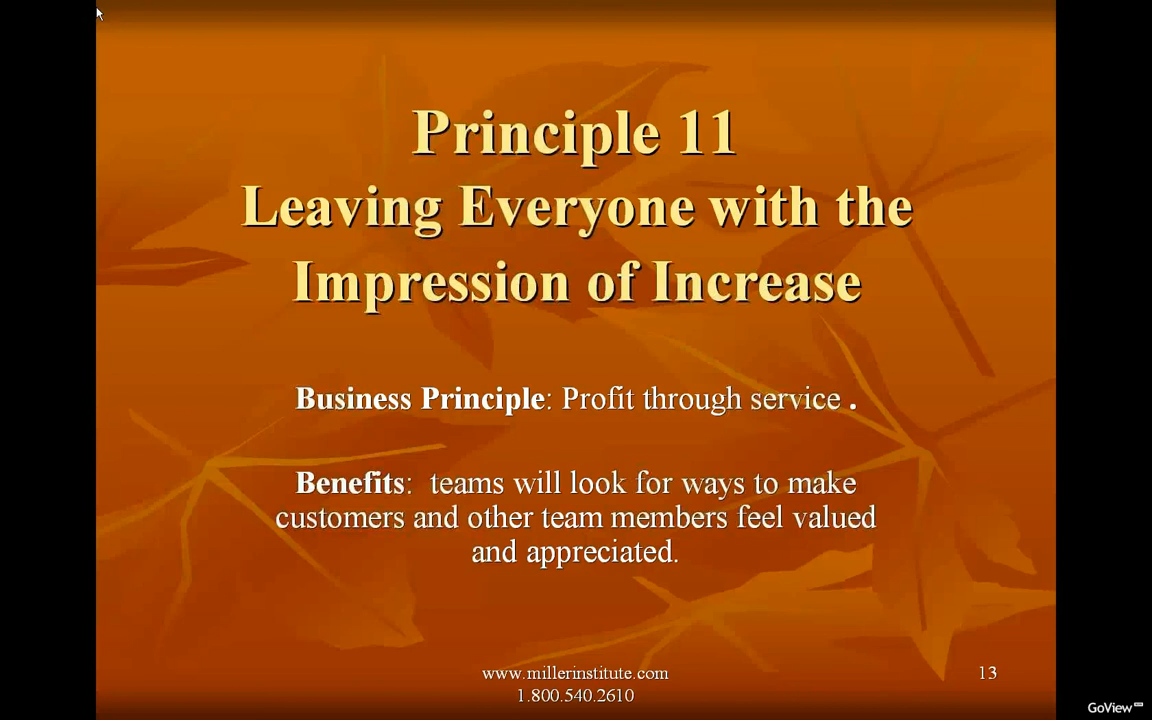 Principle 11
Leaving Everyone with the
Impression of Increase
Business Principle: Profit through service .
Benefits:  teams will look for ways to make
customers and other team members feel valued
and appreciated.
www.millerinstitute.com
1.800.540.2610
13
GoView